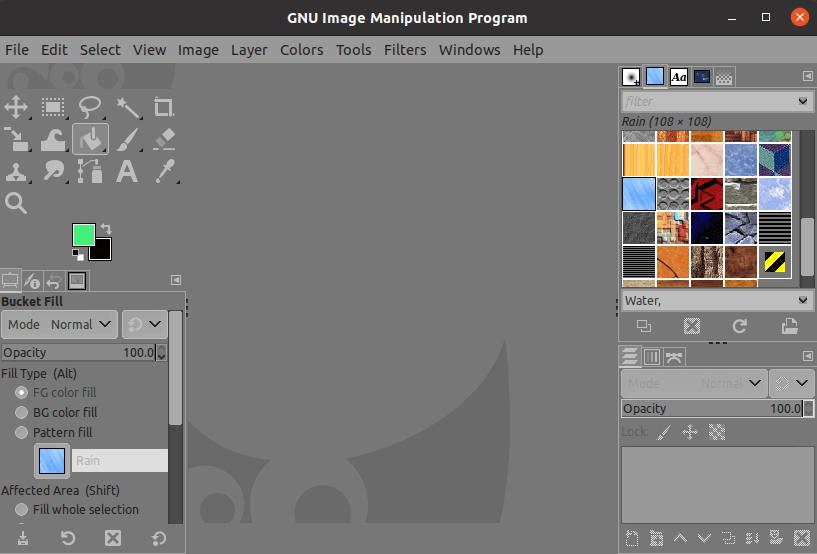 GNU Image Manipulation Program
File Edit Select View Image Layer Colors Tools Filters Windows Help
Aa
filter
Rain (108 × 108)
Water,
Bucket Fill
Mode Normal
Opacity 100.0
Fill Type (Alt)
FG color fill
BG color fill
Pattern fill
Rain
Affected Area (Shift)
Fill whole selection
Mode Normal
Opacity 100.0
Lock: